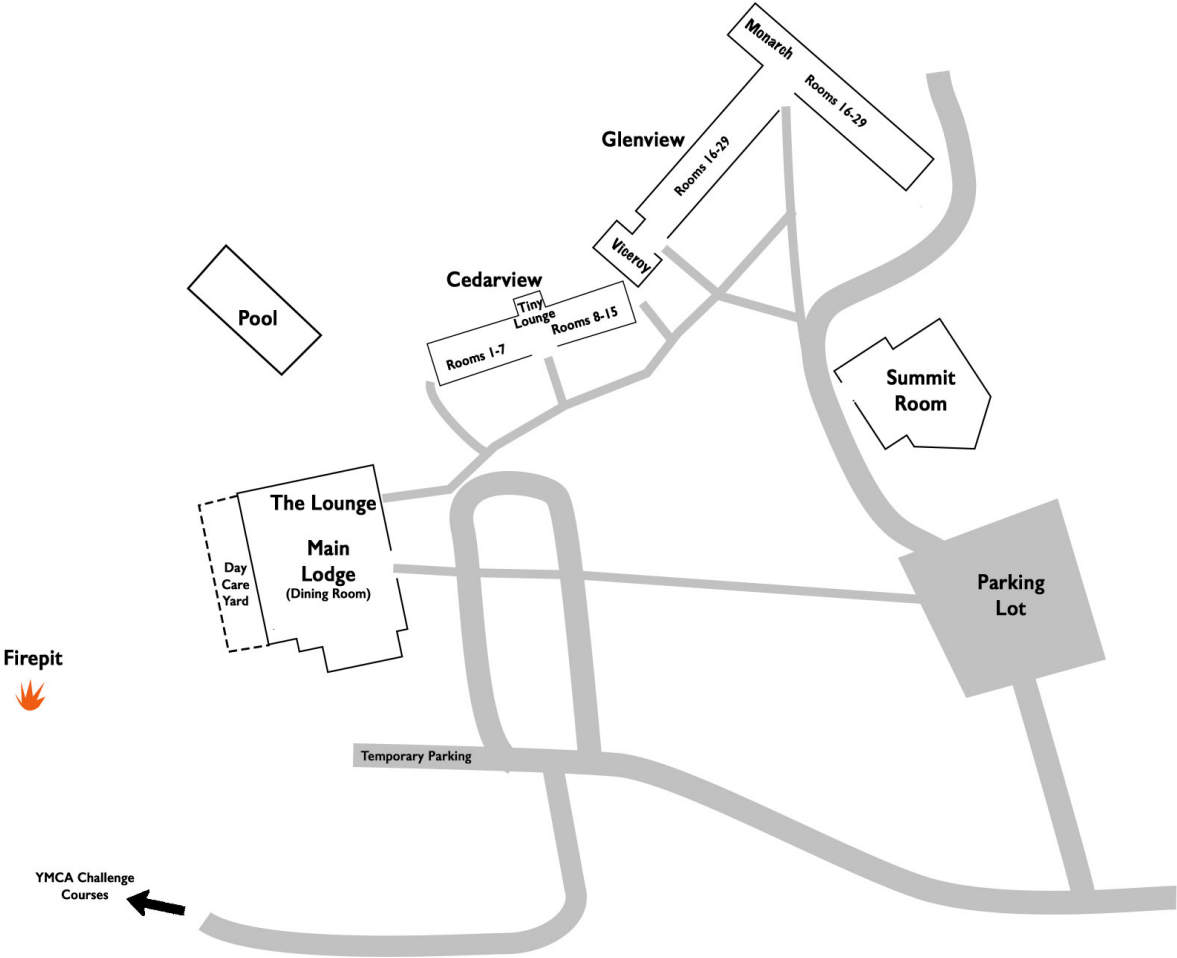 Monarch
Rooms 16-29
Glenview
Rooms 16-29
Viceroy
Cedarview
Tiny
Lounge
Rooms 8-15
Rooms 1-7
Pool
Summit
Room
The Lounge
Main
Lodge
(Dining Room)
Day
Care
Yard
Parking
Lot
Firepit
Temporary Parking
YMCA Challenge
Courses